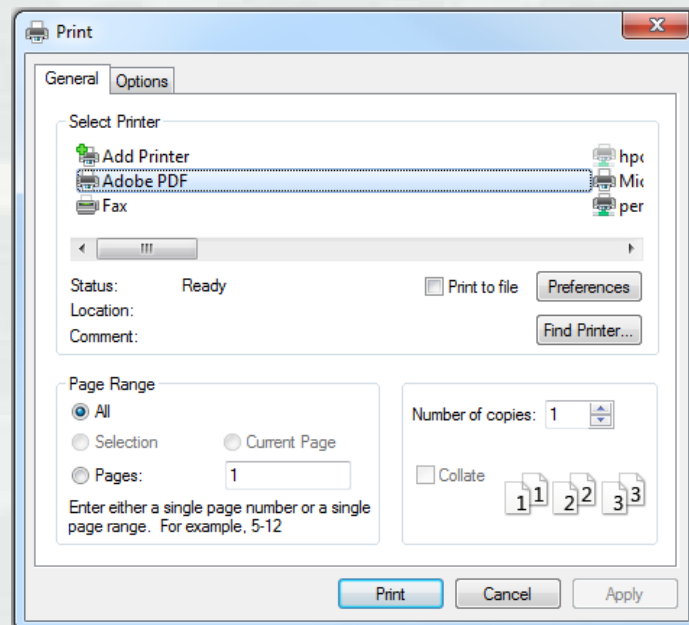 Print
General Options
Select Printer
Add Printer hpc
Adobe PDF Mic
Fax per
Status: Ready Print to file Preferences
Location:
Comment: Find Printer...
Page Range
All Number of copies: 1
Selection Current Page
Pages: 1 Collate 1 1 2 2 3 3
Enter either a single page number or a single
page range. For example, 5-12
Print Cancel Apply